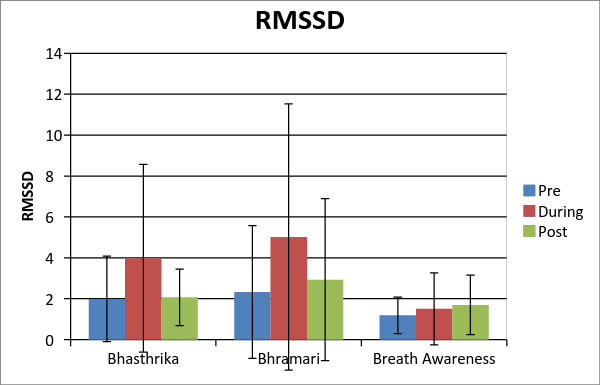 RMSSD
14
12
10
8
6
4
2
0
RMSSD
Bhasthrika
Bhramari
Breath Awareness
Pre
During
Post